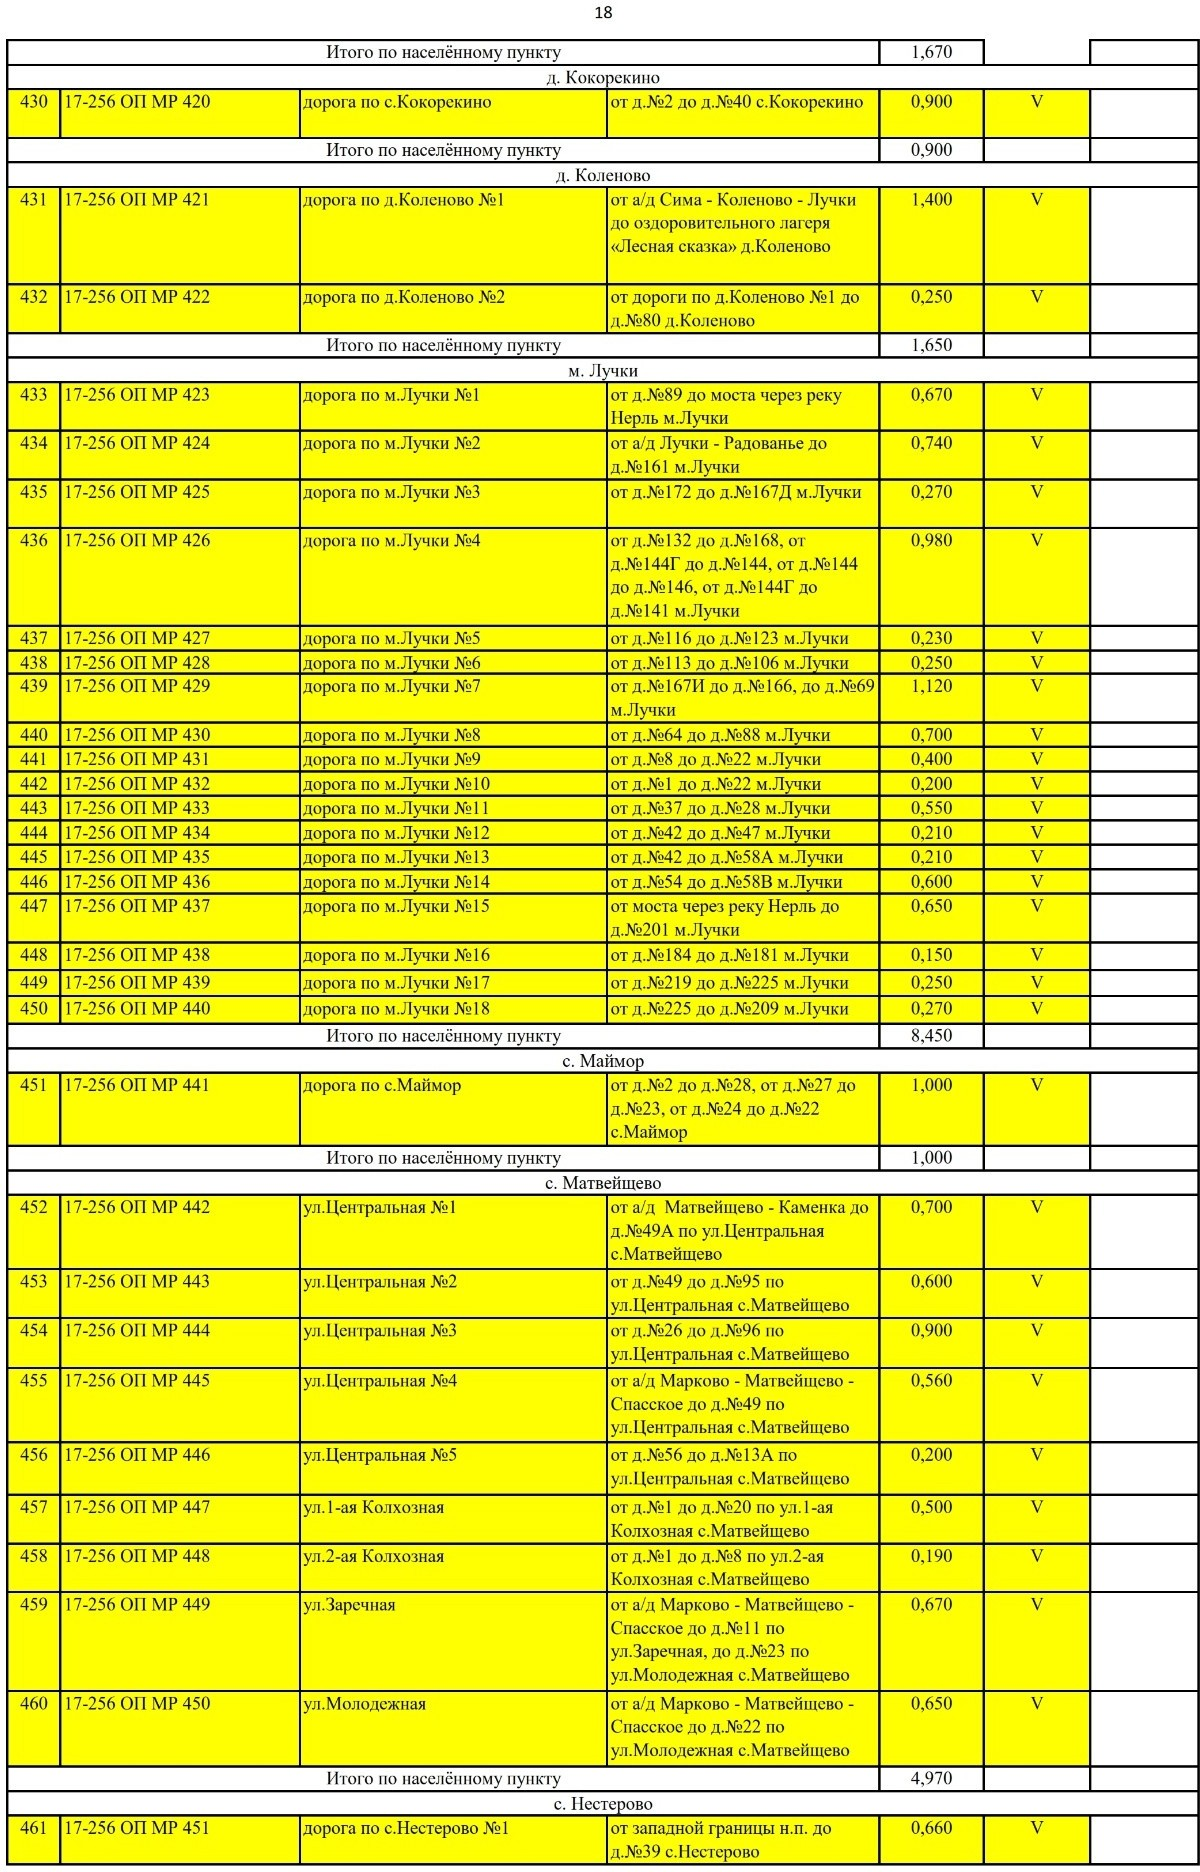 18
Итого по населённому пункту 1,670
д. Кокорекино
430 17-256 ОП МР 420 дорога по с.Кокорекино от д.№2 до д.№40 с.Кокорекино 0,900 V
Итого по населённому пункту 0,900
д. Коленово
431 17-256 ОП МР 421 дорога по д.Коленово №1 от а/д Сима - Коленово - Лучки 1,400 V
до оздоровительного лагеря
«Лесная сказка» д.Коленово
432 17-256 ОП МР 422 дорога по д.Коленово №2 от дороги по д.Коленово №1 до 0,250 V
д.№80 д.Коленово
Итого по населённому пункту 1,650
м. Лучки
433 17-256 ОП МР 423 дорога по м.Лучки №1 от д.№89 до моста через реку 0,670 V
Нерль м.Лучки
434 17-256 ОП МР 424 дорога по м.Лучки №2 от а/д Лучки - Радованье до 0,740 V
д.№161 м.Лучки
435 17-256 ОП МР 425 дорога по м.Лучки №3 от д.№172 до д.№167Д м.Лучки 0,270 V
436 17-256 ОП МР 426 дорога по м.Лучки №4 от д.№132 до д.№168, от 0,980 V
д.№144Г до д.№144, от д.№144
до д.№146, от д.№144Г до
д.№141 м.Лучки
437 17-256 ОП МР 427 дорога по м.Лучки №5 от д.№116 до д.№123 м.Лучки 0,230 V
438 17-256 ОП МР 428 дорога по м.Лучки №6 от д.№113 до д.№106 м.Лучки 0,250 V
439 17-256 ОП МР 429 дорога по м.Лучки №7 от д.№167И до д.№166, до д.№69 1,120 V
м.Лучки
440 17-256 ОП МР 430 дорога по м.Лучки №8 от д.№64 до д.№88 м.Лучки 0,700 V
441 17-256 ОП МР 431 дорога по м.Лучки №9 от д.№8 до д.№22 м.Лучки 0,400 V
442 17-256 ОП МР 432 дорога по м.Лучки №10 от д.№1 до д.№22 м.Лучки 0,200 V
443 17-256 ОП МР 433 дорога по м.Лучки №11 от д.№37 до д.№28 м.Лучки 0,550 V
444 17-256 ОП МР 434 дорога по м.Лучки №12 от д.№42 до д.№47 м.Лучки 0,210 V
445 17-256 ОП МР 435 дорога по м.Лучки №13 от д.№42 до д.№58А м.Лучки 0,210 V
446 17-256 ОП МР 436 дорога по м.Лучки №14 от д.№54 до д.№58В м.Лучки 0,600 V
447 17-256 ОП МР 437 дорога по м.Лучки №15 от моста через реку Нерль до 0,650 V
д.№201 м.Лучки
448 17-256 ОП МР 438 дорога по м.Лучки №16 от д.№184 до д.№181 м.Лучки 0,150 V
449 17-256 ОП МР 439 дорога по м.Лучки №17 от д.№219 до д.№225 м.Лучки 0,250 V
450 17-256 ОП МР 440 дорога по м.Лучки №18 от д.№225 до д.№209 м.Лучки 0,270 V
Итого по населённому пункту 8,450
с. Маймор
451 17-256 ОП МР 441 дорога по с.Маймор от д.№2 до д.№28, от д.№27 до 1,000 V
д.№23, от д.№24 до д.№22
с.Маймор
Итого по населённому пункту 1,000
с. Матвейщево
452 17-256 ОП МР 442 ул.Центральная №1 от а/д Матвейщево - Каменка до 0,700 V
д.№49А по ул.Центральная
с.Матвейщево
453 17-256 ОП МР 443 ул.Центральная №2 от д.№49 до д.№95 по 0,600 V
ул.Центральная с.Матвейщево
454 17-256 ОП МР 444 ул.Центральная №3 от д.№26 до д.№96 по 0,900 V
ул.Центральная с.Матвейщево
455 17-256 ОП МР 445 ул.Центральная №4 от а/д Марково - Матвейщево - 0,560 V
Спасское до д.№49 по
ул.Центральная с.Матвейщево
456 17-256 ОП МР 446 ул.Центральная №5 от д.№56 до д.№13А по 0,200 V
ул.Центральная с.Матвейщево
457 17-256 ОП МР 447 ул.1-ая Колхозная от д.№1 до д.№20 по ул.1-ая 0,500 V
Колхозная с.Матвейщево
458 17-256 ОП МР 448 ул.2-ая Колхозная от д.№1 до д.№8 по ул.2-ая 0,190 V
Колхозная с.Матвейщево
459 17-256 ОП МР 449 ул.Заречная от а/д Марково - Матвейщево - 0,670 V
Спасское до д.№11 по
ул.Заречная, до д.№23 по
ул.Молодежная с.Матвейщево
460 17-256 ОП МР 450 ул.Молодежная от а/д Марково - Матвейщево - 0,650 V
Спасское до д.№22 по
ул.Молодежная с.Матвейщево
Итого по населённому пункту 4,970
с. Нестерово
461 17-256 ОП МР 451 дорога по с.Нестерово №1 от западной границы н.п. до 0,660 V
д.№39 с.Нестерово